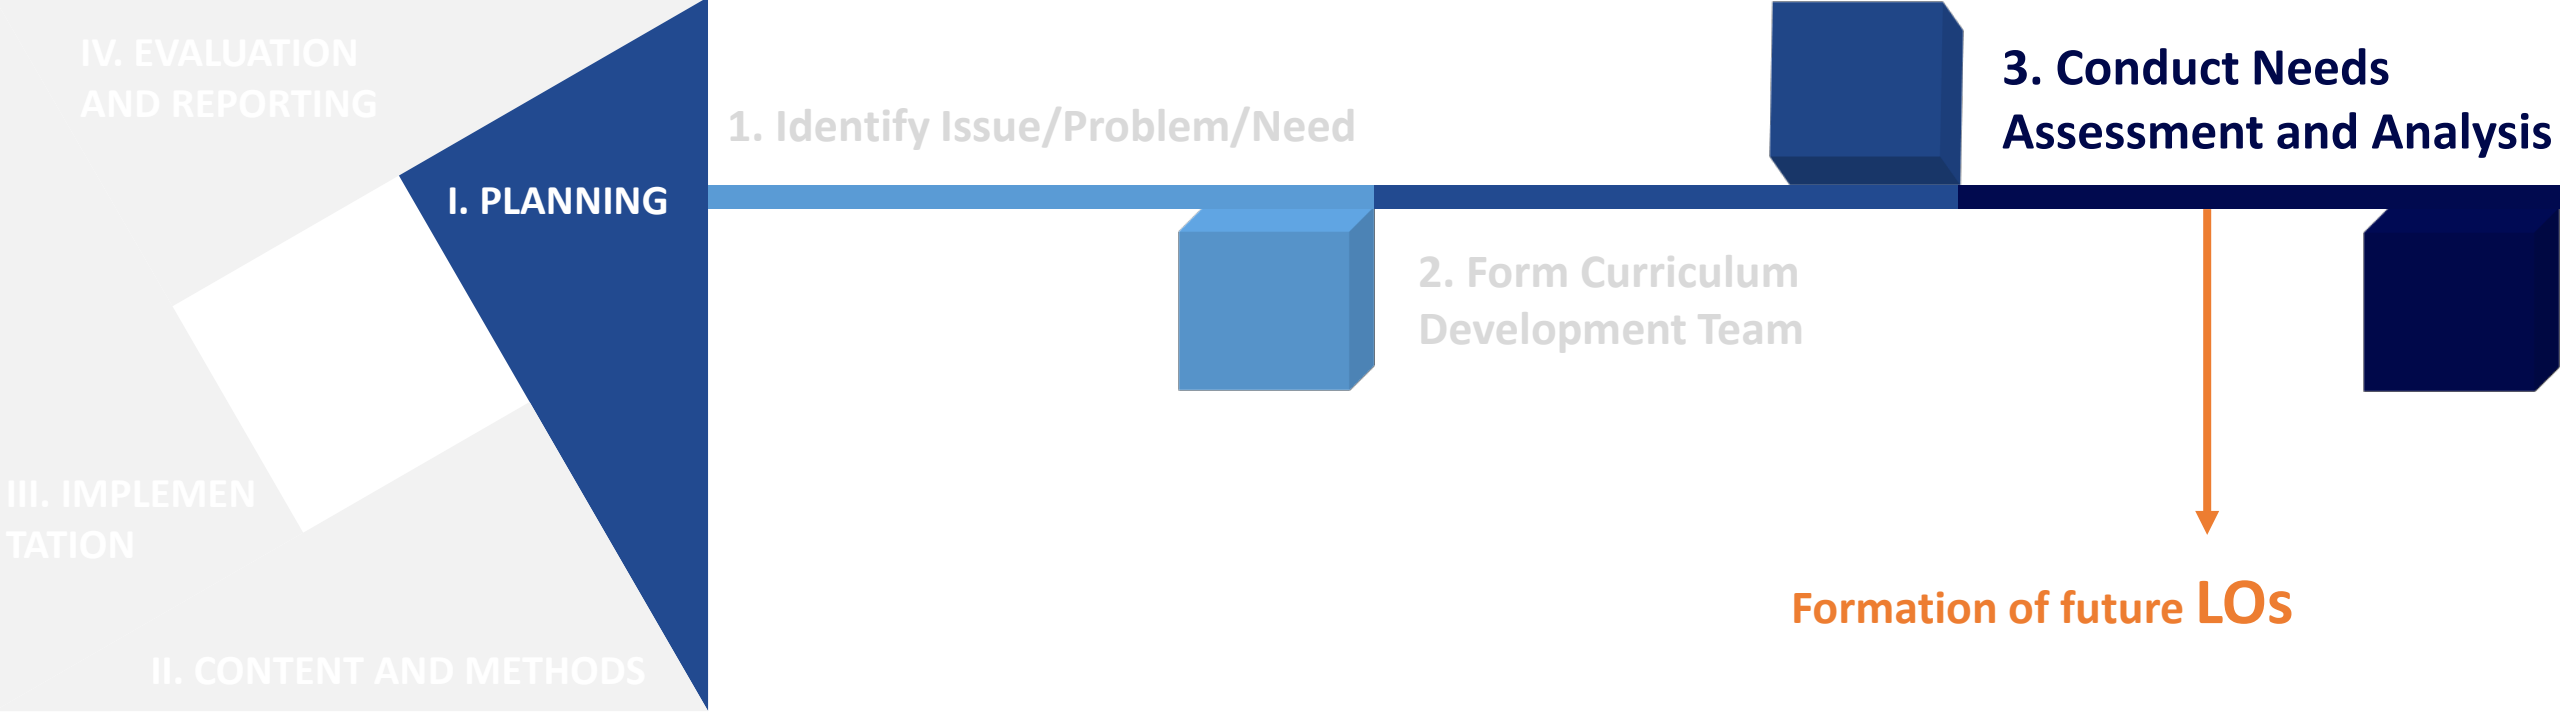 IV. EVALUATION
AND REPORTING
I. PLANNING
III. IMPLEMEN
TATION
II. CONTENT AND METHODS
1. Identify Issue/Problem/Need
2. Form Curriculum
Development Team
3. Conduct Needs
Assessment and Analysis
Formation of future LOs